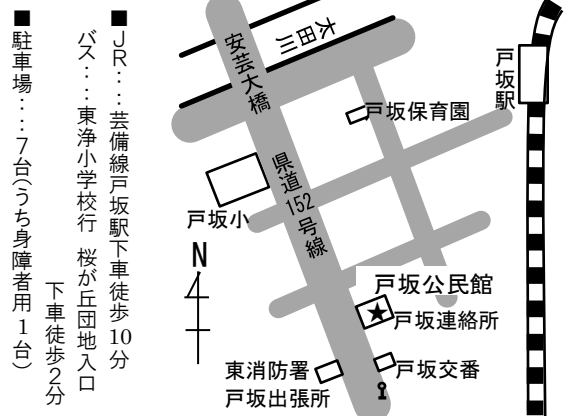 ■ＪＲ‥‥芸備線戸坂駅下車徒歩10分
バス‥‥東浄小学校行 桜が丘団地入口
下車徒歩2分
■駐車場‥‥7台(うち身障者用1台)
太田川
安芸大橋
戸坂駅
戸坂保育園
県道152号線
戸坂小
N
戸坂公民館
★戸坂連絡所
東消防署
戸坂出張所
戸坂交番